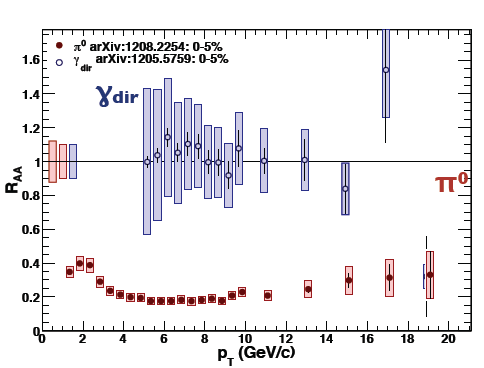 π⁰ arXiv:1208.2254: 0-5%
γdir arXiv:1205.5759: 0-5%
γdir
π⁰
RAA
1.6
1.4
1.2
1
0.8
0.6
0.4
0.2
0
0 2 4 6 8 10 12 14 16 18 20
pT (GeV/c)